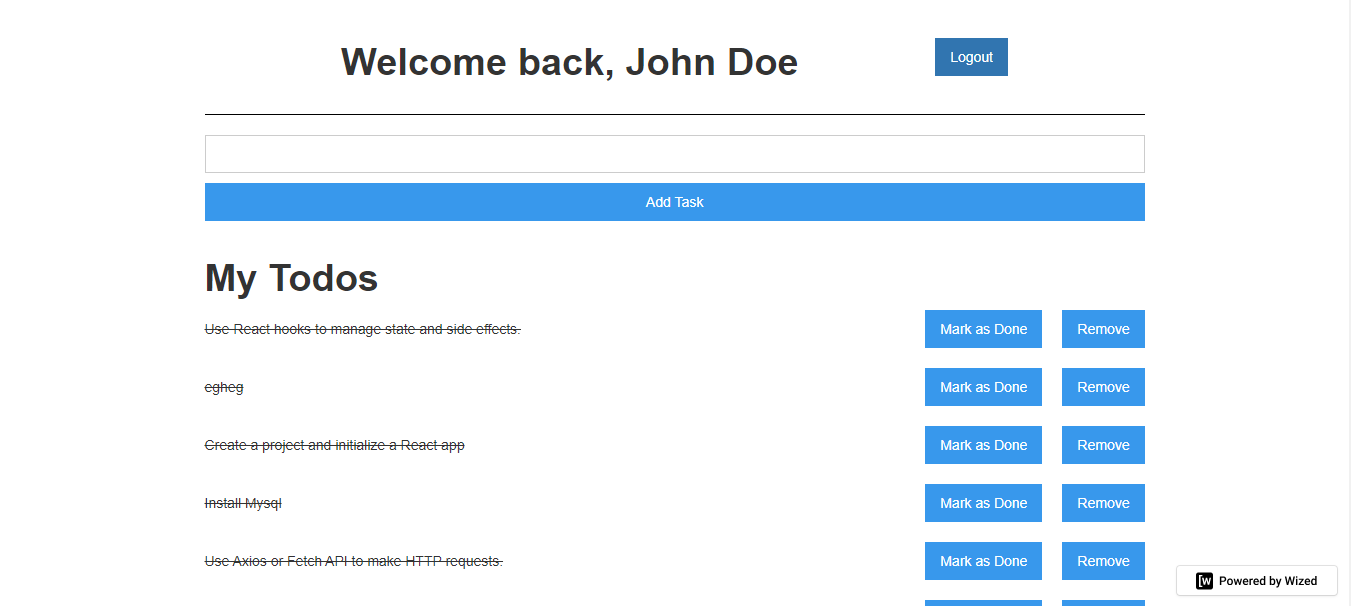 Welcome back, John Doe
Logout
Add Task
My Todos
Use React hooks to manage state and side effects.
Mark as Done
Remove
egheg
Mark as Done
Remove
Create a project and initialize a React app
Mark as Done
Remove
Install Mysql
Mark as Done
Remove
Use Axios or Fetch API to make HTTP requests.
Mark as Done
Remove
[w Powered by Wized